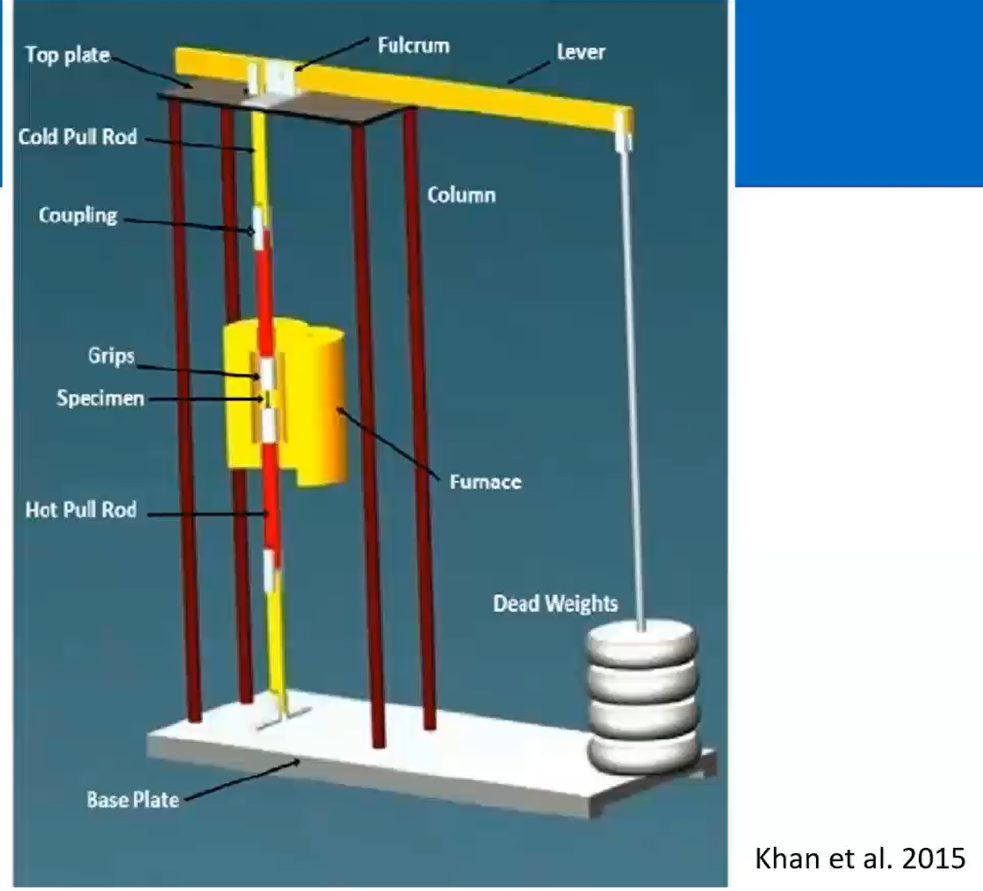 Fulcrum
Lever
Top plate
Cold Pull Rod
Column
Coupling
Grips
Specimen
Furnace
Hot Pull Rod
Dead Weights
Base Plate
Khan et al. 2015